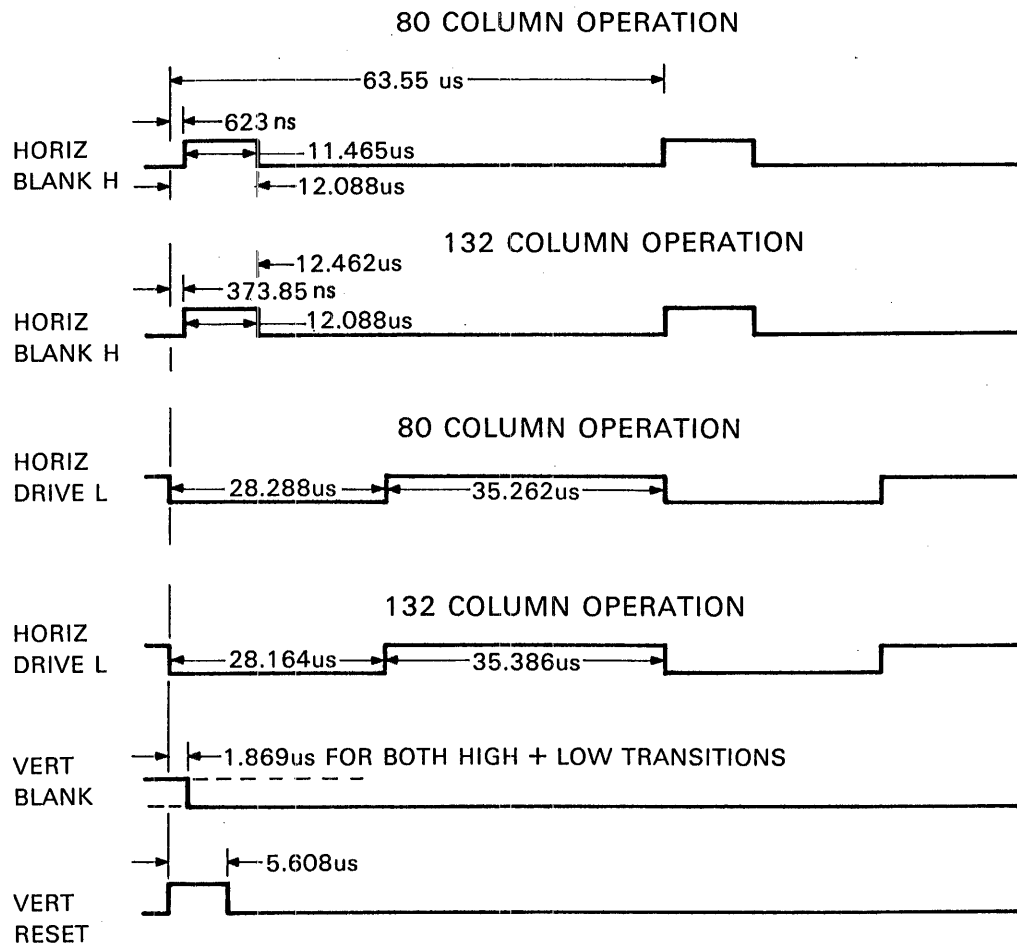 80 COLUMN OPERATION
63.55 us
623 ns
HORIZ
BLANK H
11.465us
12.088us
132 COLUMN OPERATION
12.462us
373.85 ns
HORIZ
BLANK H
12.088us
80 COLUMN OPERATION
HORIZ
DRIVE L
28.288us 35.262us
132 COLUMN OPERATION
HORIZ
DRIVE L
28.164us 35.386us
1.869us FOR BOTH HIGH + LOW TRANSITIONS
VERT
BLANK
5.608us
VERT
RESET